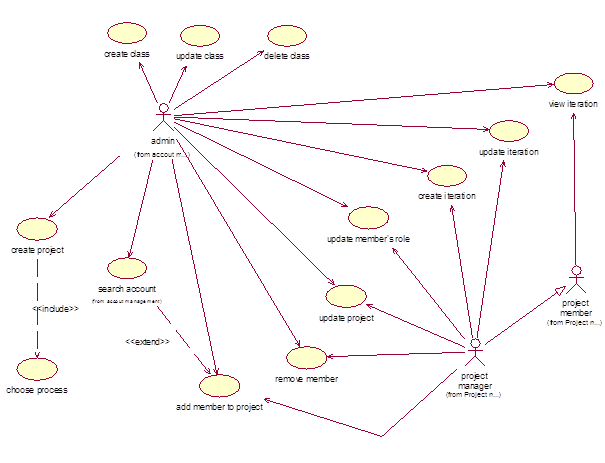 create class
update class
delete class
view iteration
admin
(from accout m...)
update iteration
create iteration
update member's role
create project
search account
(from accout management)
project
member
(from Project n...)
<<include>>
update project
<<extend>>
choose process
remove member
project
manager
(from Project n...)
add member to project